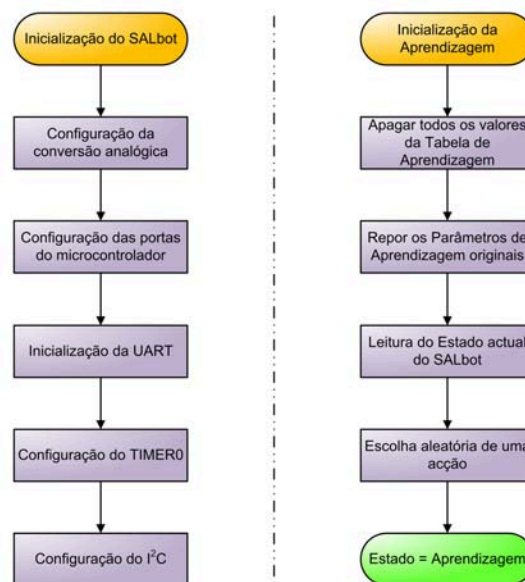 Inicialização do SALbot
Configuração da
conversão analógica
Configuração das portas
do microcontrolador
Inicialização da UART
Configuração do TIMER0
Configuração do I²C
Inicialização da
Aprendizagem
Apagar todos os valores
da Tabela de
Aprendizagem
Repor os Parâmetros de
Aprendizagem originais
Leitura do Estado actual
do SALbot
Escolha aleatória de uma
acção
Estado = Aprendizagem